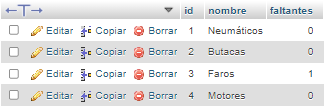 id nombre faltantes
Editar Copiar Borrar 1 Neumáticos 0
Editar Copiar Borrar 2 Butacas 0
Editar Copiar Borrar 3 Faros 1
Editar Copiar Borrar 4 Motores 0